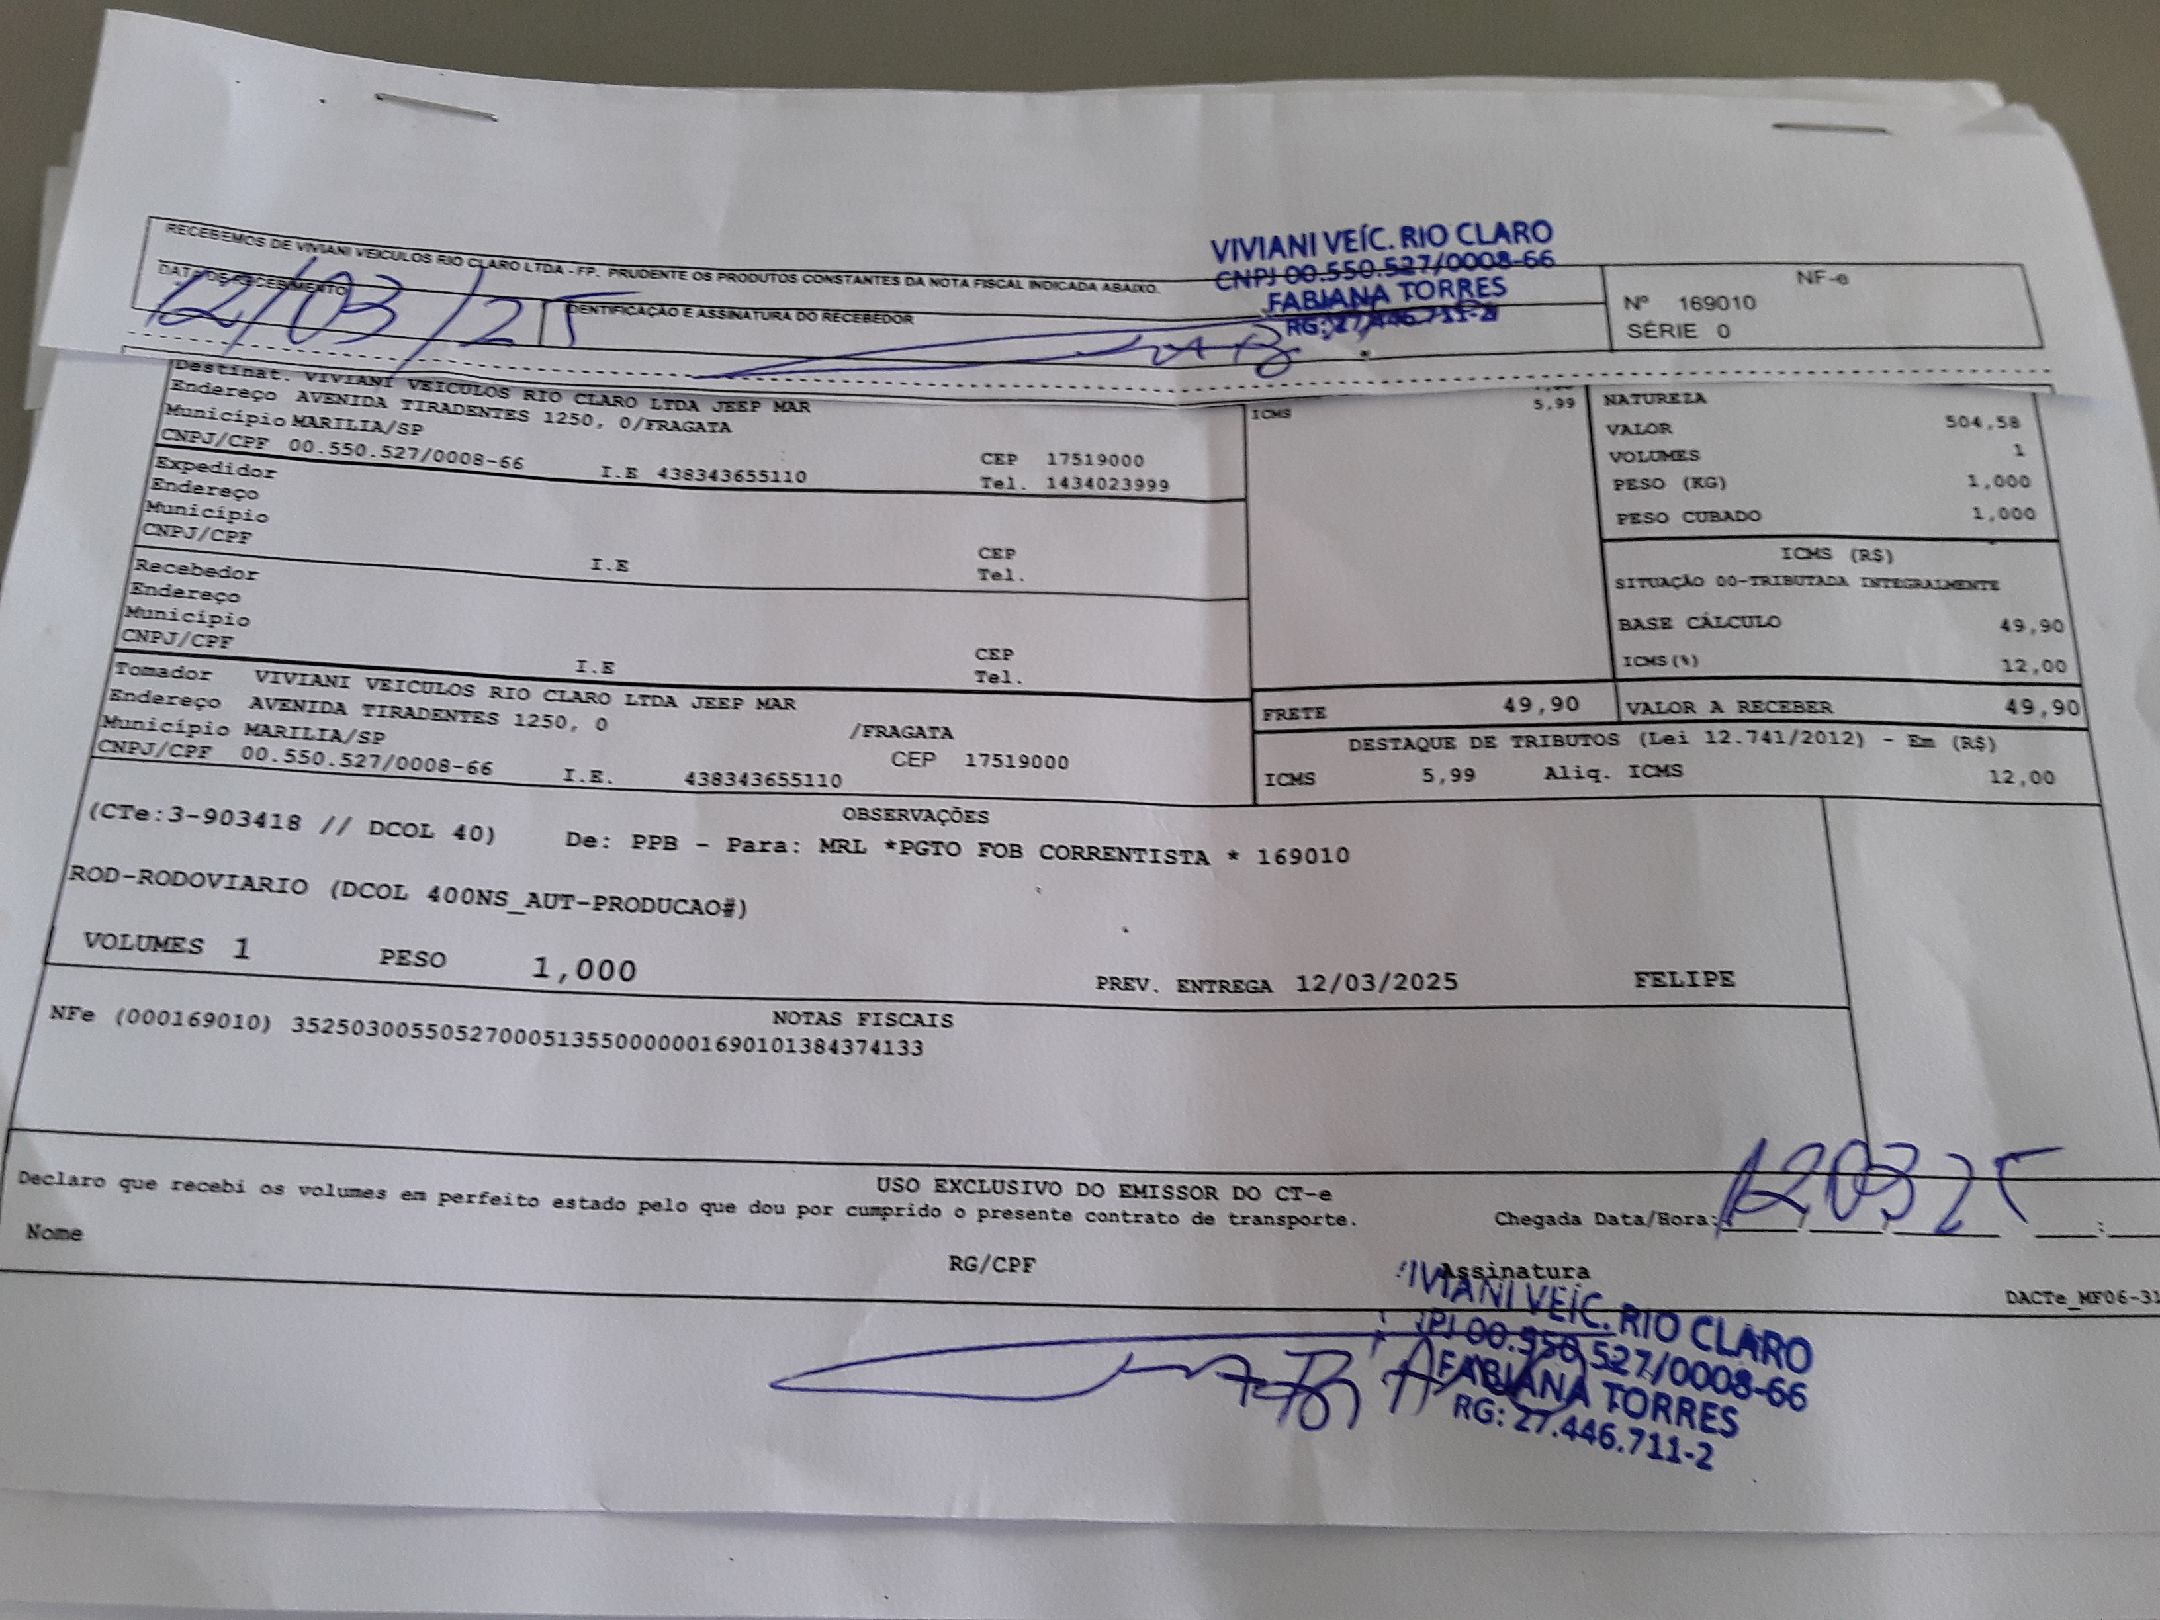 RECEBEMOS DE VIVIANI VEICULOS RIO CLARO LTDA - FP. PRUDENTE OS PRODUTOS CONSTANTES DA NOTA FISCAL INDICADA ABAIXO.
DATA DE RECEBIMENTO
12/03/25
IDENTIFICAÇÃO E ASSINATURA DO RECEBEDOR
VIVIANI VEÍC. RIO CLARO
CNPJ 00.550.527/0008-66
FABIANA TORRES
RG: 27.446.711-2
NF-e
Nº 169010
SÉRIE 0
Destinat. VIVIANI VEICULOS RIO CLARO LTDA JEEP MAR
Endereço AVENIDA TIRADENTES 1250, 0/FRAGATA
Município MARILIA/SP CEP 17519000
CNPJ/CPF 00.550.527/0008-66 I.E 438343655110 Tel. 1434023999
Expedidor
Endereço
Município CEP
CNPJ/CPF I.E Tel.
Recebedor
Endereço
Município CEP
CNPJ/CPF I.E Tel.
Tomador VIVIANI VEICULOS RIO CLARO LTDA JEEP MAR
Endereço AVENIDA TIRADENTES 1250, 0 /FRAGATA
Município MARILIA/SP CEP 17519000
CNPJ/CPF 00.550.527/0008-66 I.E. 438343655110
ICMS 5,99
NATUREZA
VALOR 504,58
VOLUMES 1
PESO (KG) 1,000
PESO CUBADO 1,000
ICMS (R$)
SITUAÇÃO 00-TRIBUTADA INTEGRALMENTE
BASE CÁLCULO 49,90
ICMS(%) 12,00
FRETE 49,90 VALOR A RECEBER 49,90
DESTAQUE DE TRIBUTOS (Lei 12.741/2012) - Em (R$)
ICMS 5,99 Aliq. ICMS 12,00
OBSERVAÇÕES
(CTe:3-903418 // DCOL 40) De: PPB - Para: MRL *PGTO FOB CORRENTISTA * 169010
ROD-RODOVIARIO (DCOL 400NS_AUT-PRODUCAO#)
VOLUMES 1 PESO 1,000 PREV. ENTREGA 12/03/2025 FELIPE
NOTAS FISCAIS
NFe (000169010) 35250300550527000513550000001690101384374133
USO EXCLUSIVO DO EMISSOR DO CT-e
Declaro que recebi os volumes em perfeito estado pelo que dou por cumprido o presente contrato de transporte.
Chegada Data/Hora: 12 03 25
Nome RG/CPF Assinatura
DACTe_MF06-31
VIVIANI VEÍC. RIO CLARO
PJ 00.550.527/0008-66
FABIANA TORRES
RG: 27.446.711-2